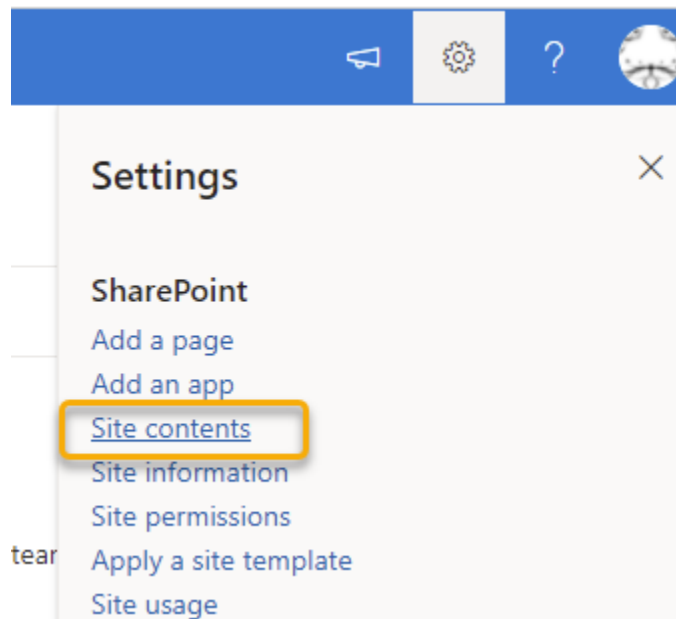 Settings
SharePoint
Add a page
Add an app
Site contents
Site information
Site permissions
Apply a site template
Site usage